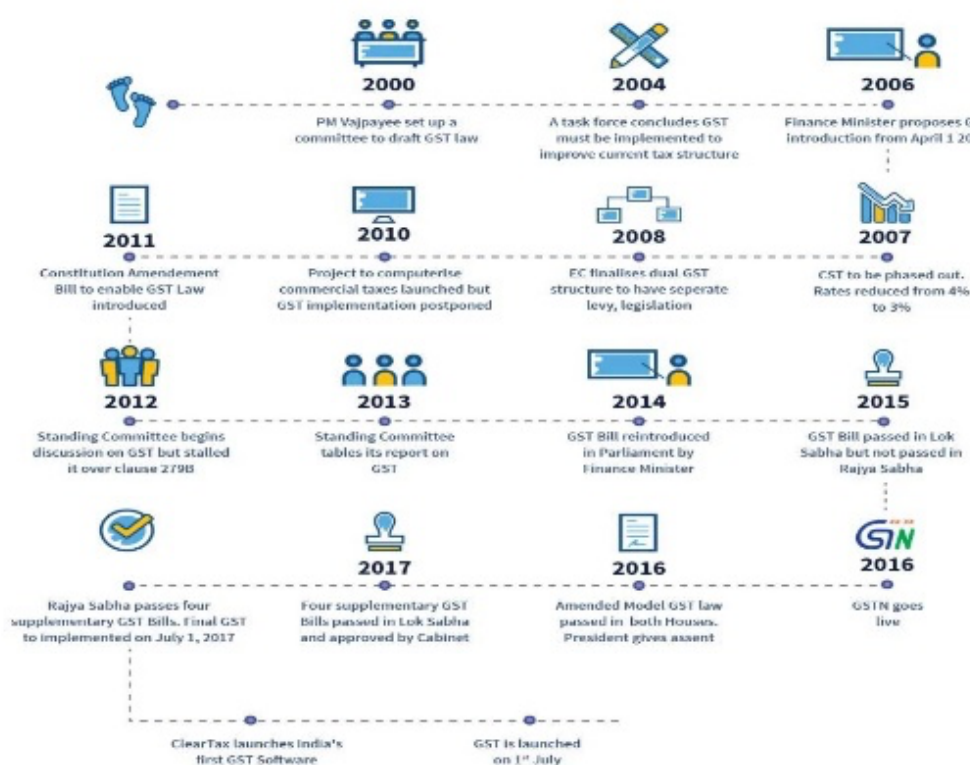 2000
PM Vajpayee set up a
committee to draft GST law
2004
A task force concludes GST
must be implemented to
improve current tax structure
2006
Finance Minister proposes
introduction from April 1 20
2007
CST to be phased out.
Rates reduced from 4%
to 3%
2008
EC finalises dual GST
structure to have seperate
levy, legislation
2010
Project to computerise
commercial taxes launched but
GST implementation postponed
2011
Constitution Amendement
Bill to enable GST Law
introduced
2012
Standing Committee begins
discussion on GST but stalled
it over clause 279B
2013
Standing Committee
tables its report on
GST
2014
GST Bill reintroduced
in Parliament by
Finance Minister
2015
GST Bill passed in Lok
Sabha but not passed in
Rajya Sabha
GSTN
2016
GSTN goes
live
2016
Amended Model GST law
passed in both Houses.
President gives assent
2017
Four supplementary GST
Bills passed in Lok Sabha
and approved by Cabinet
Rajya Sabha passes four
supplementary GST Bills. Final GST
to implemented on July 1, 2017
ClearTax launches India's
first GST Software
GST is launched
on 1st July